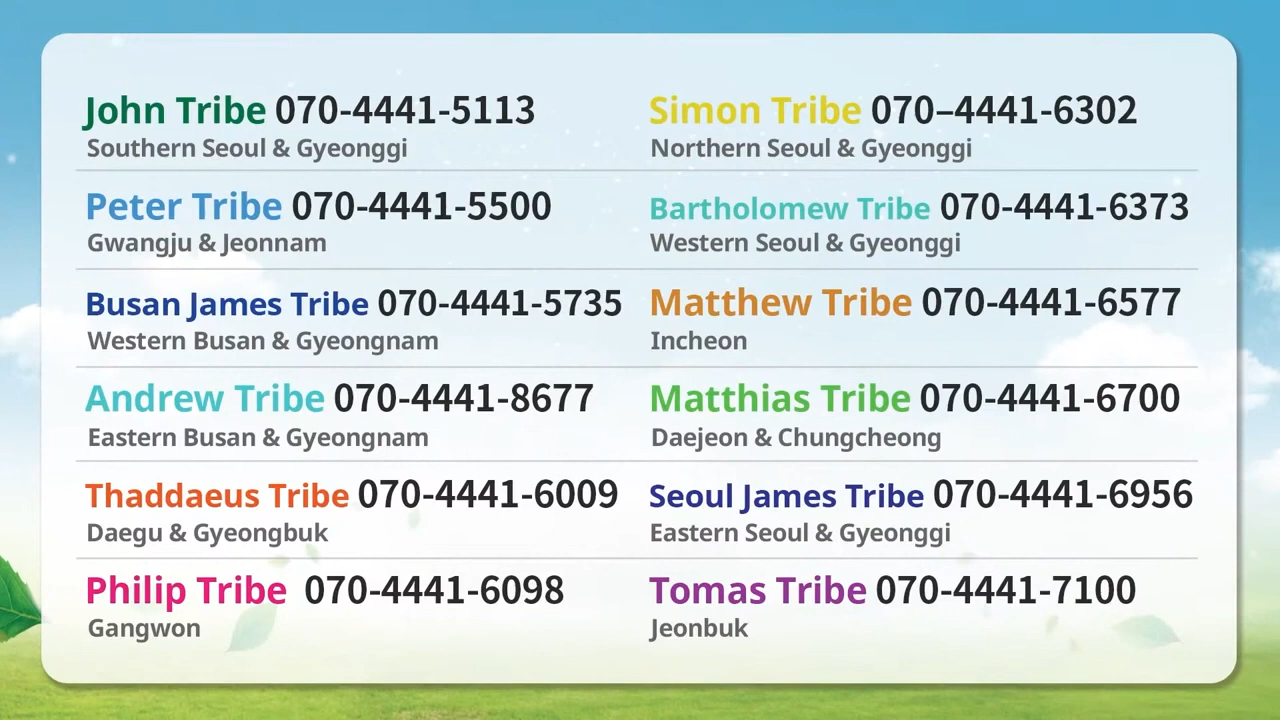 John Tribe 070-4441-5113
Southern Seoul & Gyeonggi
Peter Tribe 070-4441-5500
Gwangju & Jeonnam
Busan James Tribe 070-4441-5735
Western Busan & Gyeongnam
Andrew Tribe 070-4441-8677
Eastern Busan & Gyeongnam
Thaddaeus Tribe 070-4441-6009
Daegu & Gyeongbuk
Philip Tribe 070-4441-6098
Gangwon
Simon Tribe 070–4441-6302
Northern Seoul & Gyeonggi
Bartholomew Tribe 070-4441-6373
Western Seoul & Gyeonggi
Matthew Tribe 070-4441-6577
Incheon
Matthias Tribe 070-4441-6700
Daejeon & Chungcheong
Seoul James Tribe 070-4441-6956
Eastern Seoul & Gyeonggi
Tomas Tribe 070-4441-7100
Jeonbuk